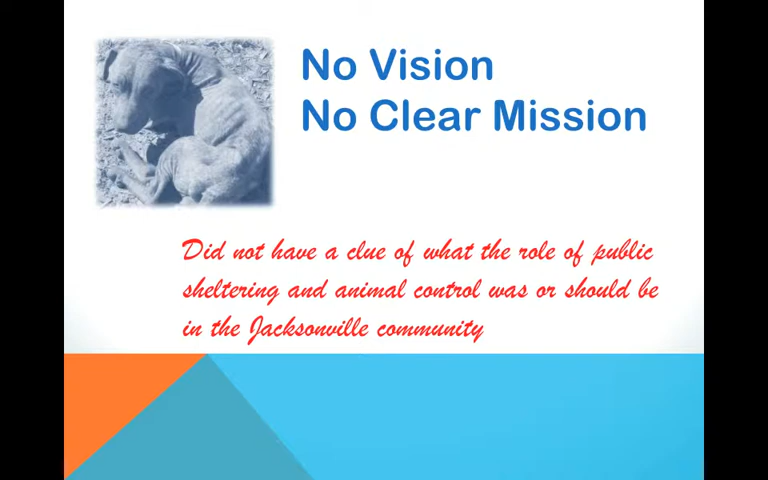 No Vision
No Clear Mission
Did not have a clue of what the role of public
sheltering and animal control was or should be
in the Jacksonville community